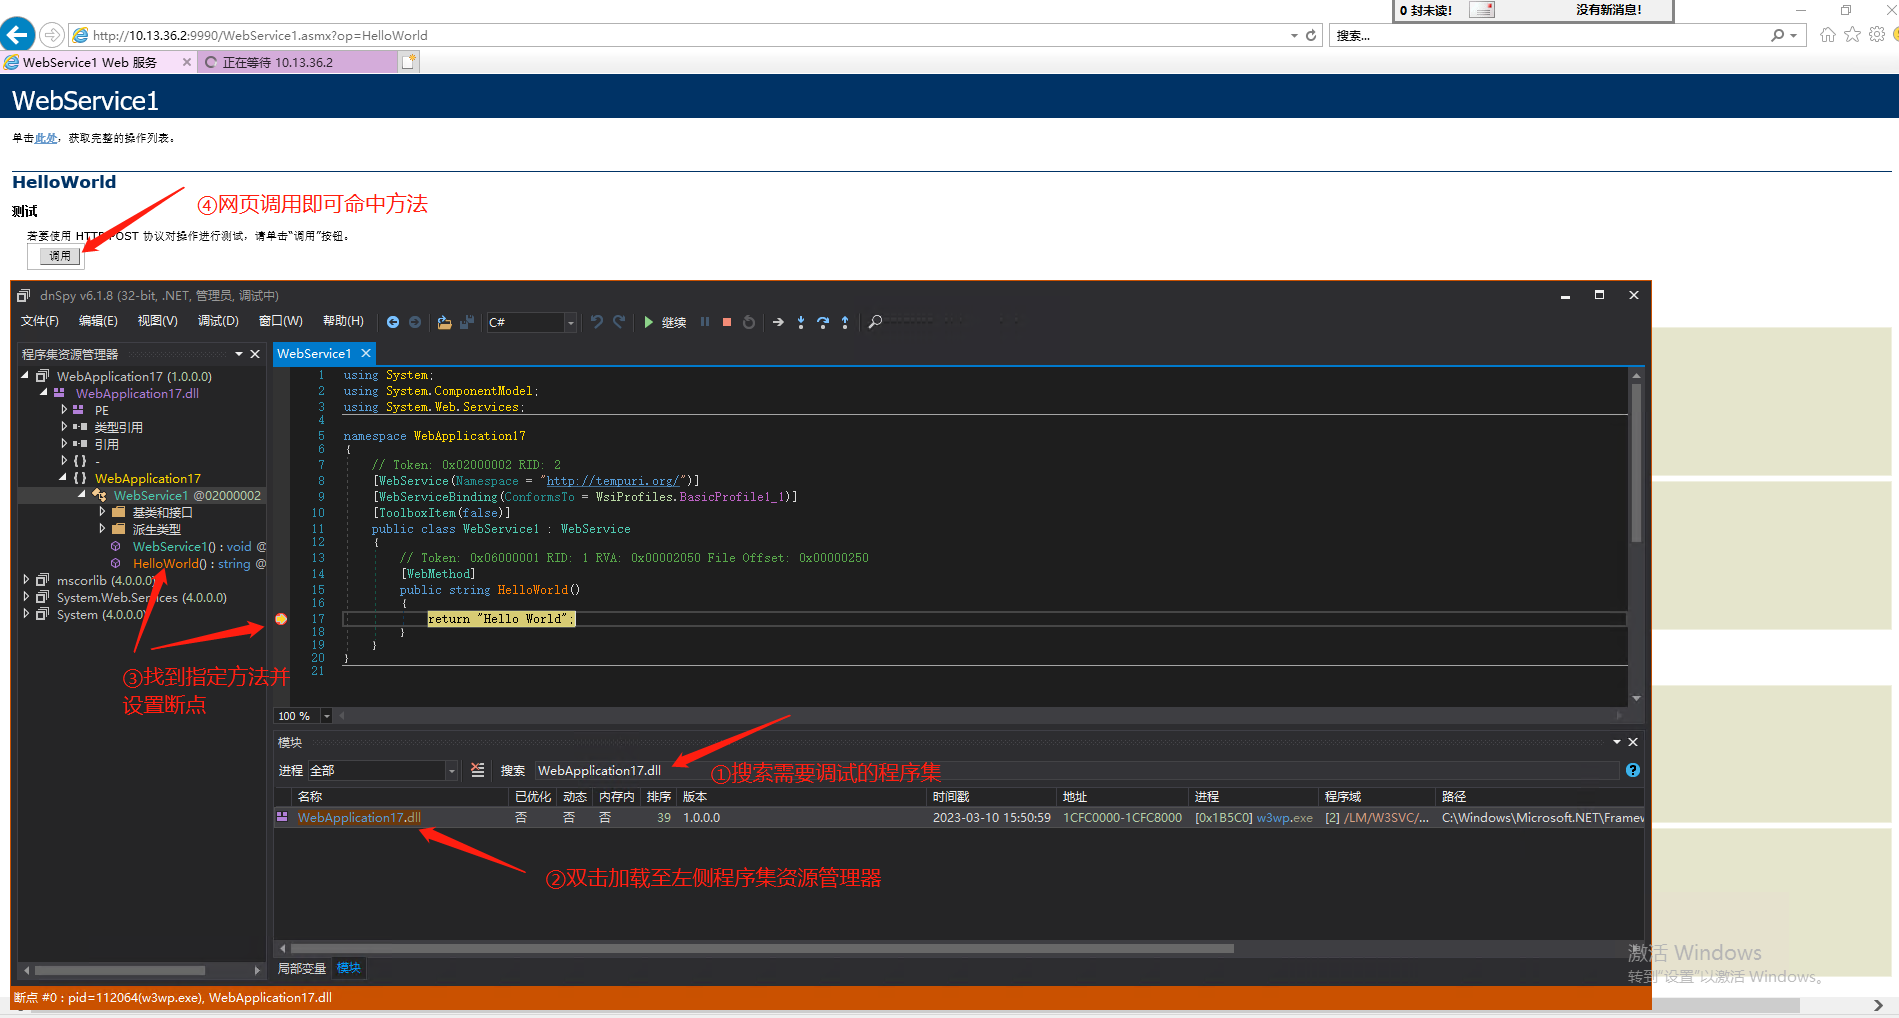 0 封未读!
没有新消息!
http://10.13.36.2:9990/WebService1.asmx?op=HelloWorld
搜索...
WebService1 Web 服务
正在等待 10.13.36.2
WebService1
单击此处，获取完整的操作列表。
HelloWorld
④网页调用即可命中方法
测试
若要使用 HTTP POST 协议对操作进行测试，请单击“调用”按钮。
调用
dnSpy v6.1.8 (32-bit, .NET, 管理员, 调试中)
文件(F) 编辑(E) 视图(V) 调试(D) 窗口(W) 帮助(H) C# 继续
程序集资源管理器
WebApplication17 (1.0.0.0)
WebApplication17.dll
PE
类型引用
引用
{ } -
{ } WebApplication17
WebService1 @02000002
基类和接口
派生类型
WebService1() : void @
HelloWorld() : string @
mscorlib (4.0.0.0)
System.Web.Services (4.0.0.0)
System (4.0.0.0)
③找到指定方法并
设置断点
WebService1
1 using System;
2 using System.ComponentModel;
3 using System.Web.Services;
4
5 namespace WebApplication17
6 {
7 // Token: 0x02000002 RID: 2
8 [WebService(Namespace = "http://tempuri.org/")]
9 [WebServiceBinding(ConformsTo = WsiProfiles.BasicProfile1_1)]
10 [ToolboxItem(false)]
11 public class WebService1 : WebService
12 {
13 // Token: 0x06000001 RID: 1 RVA: 0x00002050 File Offset: 0x00000250
14 [WebMethod]
15 public string HelloWorld()
16 {
17 return "Hello World";
18 }
19 }
20 }
21
100 %
模块
进程 全部 搜索 WebApplication17.dll
①搜索需要调试的程序集
名称 已优化 动态 内存内 排序 版本 时间戳 地址 进程 程序域 路径
WebApplication17.dll 否 否 否 39 1.0.0.0 2023-03-10 15:50:59 1CFC0000-1CFC8000 [0x1B5C0] w3wp.exe [2] /LM/W3SVC/... C:\Windows\Microsoft.NET\Framew
②双击加载至左侧程序集资源管理器
局部变量 模块
激活 Windows
转到“设置”以激活 Windows。
断点 #0 : pid=112064(w3wp.exe), WebApplication17.dll